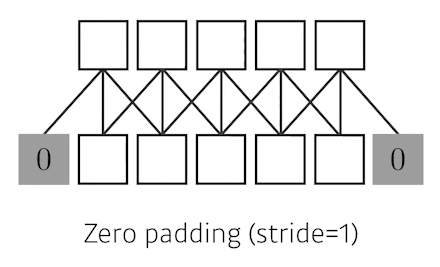 0 0
Zero padding (stride=1)